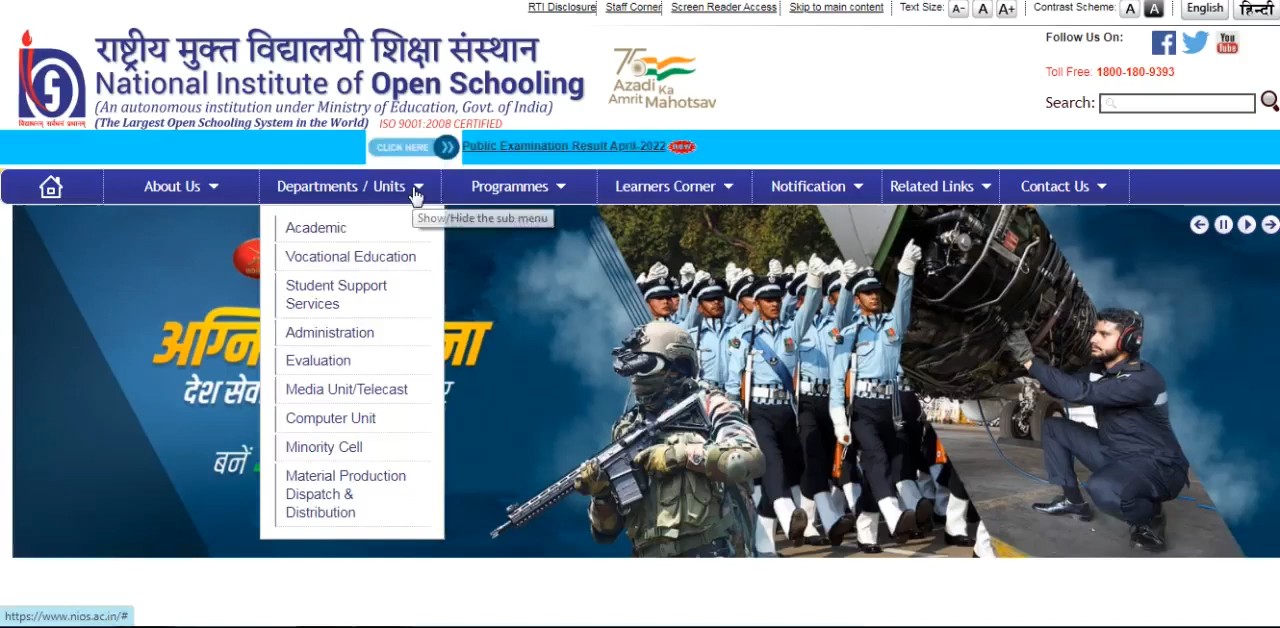 RTI Disclosure Staff Corner Screen Reader Access Skip to main content Text Size: A- A A+ Contrast Scheme: A A English हिन्दी
राष्ट्रीय मुक्त विद्यालयी शिक्षा संस्थान
National Institute of Open Schooling
(An autonomous institution under Ministry of Education, Govt. of India)
(The Largest Open Schooling System in the World) ISO 9001:2008 CERTIFIED
75
Azadi Ka
Amrit Mahotsav
Follow Us On: You Tube
Toll Free: 1800-180-9393
Search:
CLICK HERE Public Examination Result April-2022 new
About Us Departments / Units Programmes Learners Corner Notification Related Links Contact Us
Show/Hide the sub menu
Academic
Vocational Education
Student Support
Services
Administration
Evaluation
Media Unit/Telecast
Computer Unit
Minority Cell
Material Production
Dispatch &
Distribution
देश सेव
बनें
https://www.nios.ac.in/#